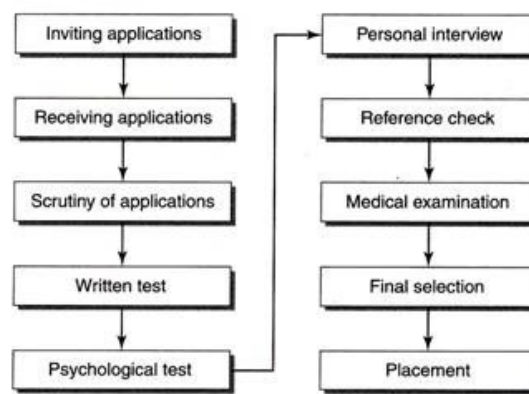 Inviting applications
Receiving applications
Scrutiny of applications
Written test
Psychological test
Personal interview
Reference check
Medical examination
Final selection
Placement